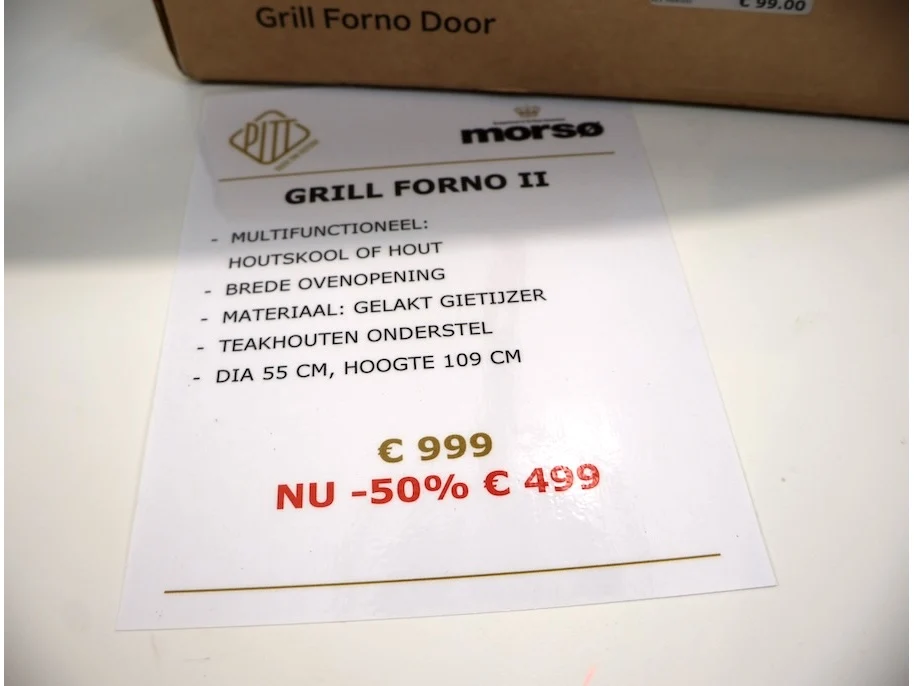 € 99.00
Grill Forno Door
PITT
morsø
GRILL FORNO II
- MULTIFUNCTIONEEL:
HOUTSKOOL OF HOUT
- BREDE OVENOPENING
- MATERIAAL: GELAKT GIETIJZER
- TEAKHOUTEN ONDERSTEL
- DIA 55 CM, HOOGTE 109 CM
€ 999
NU -50% € 499